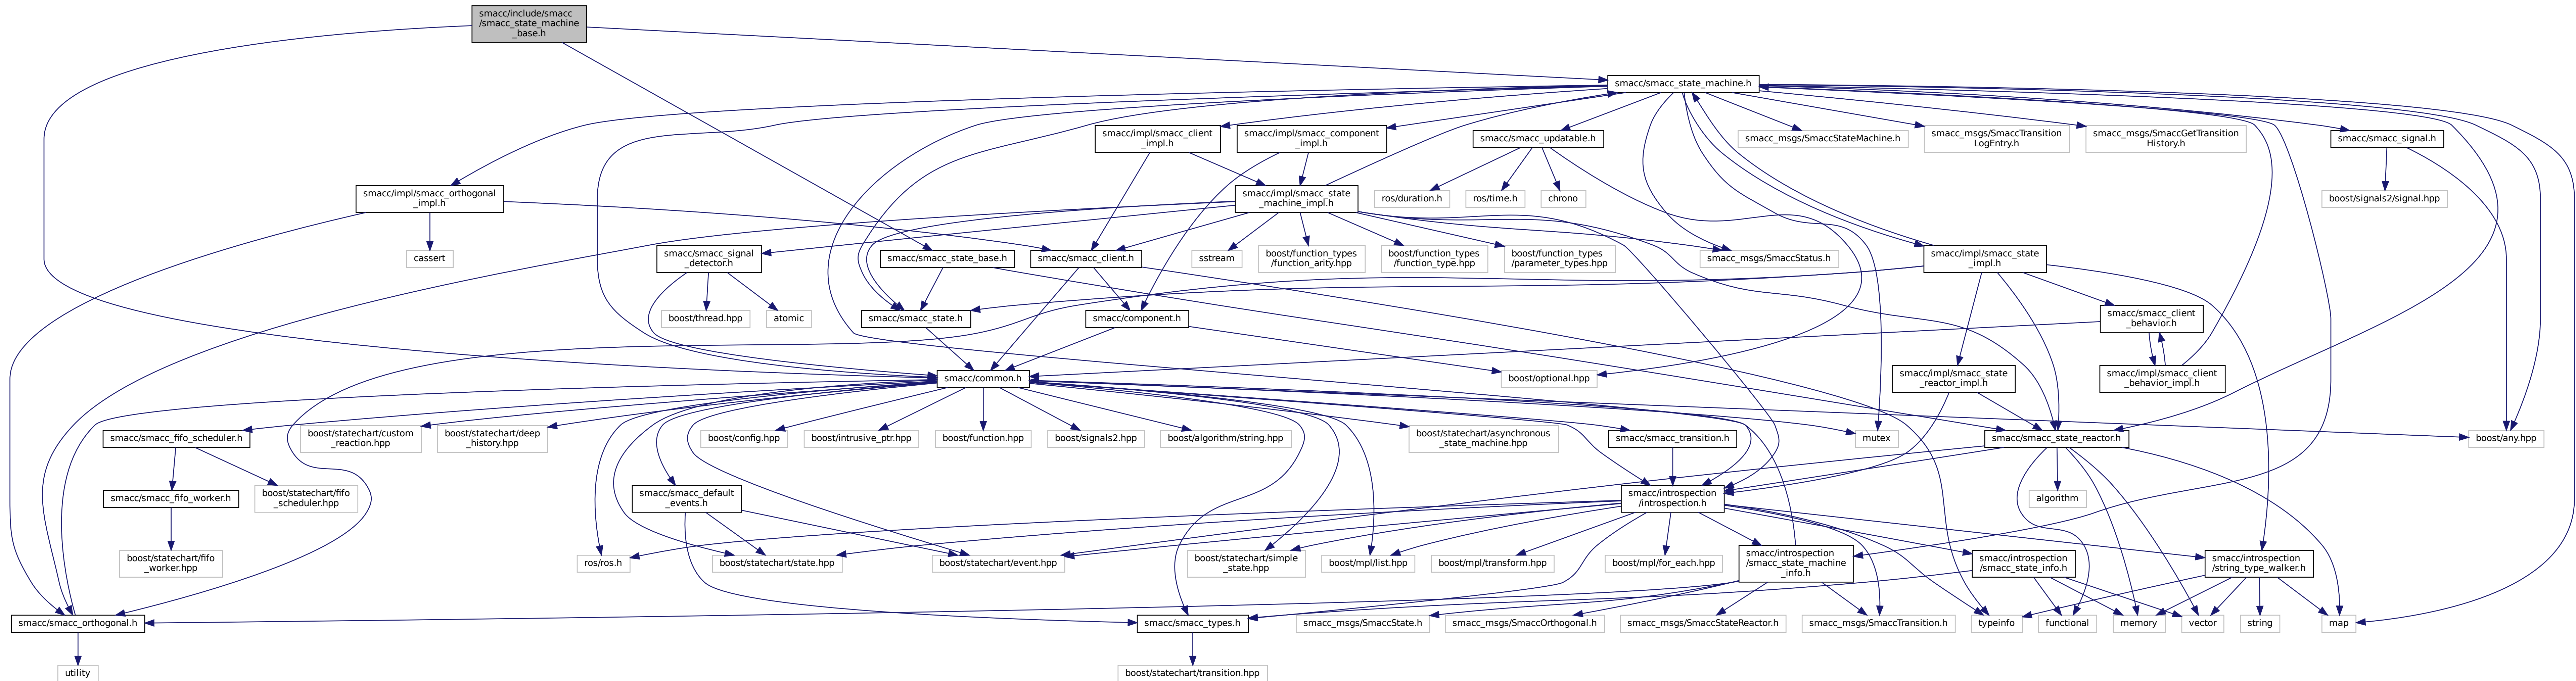 smacc/include/smacc
/smacc_state_machine
_base.h
smacc/smacc_state_machine.h
smacc/impl/smacc_client
_impl.h
smacc/impl/smacc_component
_impl.h
smacc/smacc_updatable.h
smacc_msgs/SmaccStateMachine.h
smacc_msgs/SmaccTransition
LogEntry.h
smacc_msgs/SmaccGetTransition
History.h
smacc/smacc_signal.h
smacc/impl/smacc_orthogonal
_impl.h
smacc/impl/smacc_state
_machine_impl.h
ros/duration.h
ros/time.h
chrono
boost/signals2/signal.hpp
cassert
smacc/smacc_signal
_detector.h
smacc/smacc_state_base.h
smacc/smacc_client.h
sstream
boost/function_types
/function_arity.hpp
boost/function_types
/function_type.hpp
boost/function_types
/parameter_types.hpp
smacc_msgs/SmaccStatus.h
smacc/impl/smacc_state
_impl.h
boost/thread.hpp
atomic
smacc/smacc_state.h
smacc/component.h
smacc/smacc_client
_behavior.h
smacc/common.h
boost/optional.hpp
smacc/impl/smacc_state
_reactor_impl.h
smacc/impl/smacc_client
_behavior_impl.h
smacc/smacc_fifo_scheduler.h
boost/statechart/custom
_reaction.hpp
boost/statechart/deep
_history.hpp
boost/config.hpp
boost/intrusive_ptr.hpp
boost/function.hpp
boost/signals2.hpp
boost/algorithm/string.hpp
boost/statechart/asynchronous
_state_machine.hpp
smacc/smacc_transition.h
mutex
smacc/smacc_state_reactor.h
boost/any.hpp
smacc/smacc_fifo_worker.h
boost/statechart/fifo
_scheduler.hpp
smacc/smacc_default
_events.h
smacc/introspection
/introspection.h
algorithm
boost/statechart/fifo
_worker.hpp
ros/ros.h
boost/statechart/state.hpp
boost/statechart/event.hpp
boost/statechart/simple
_state.hpp
boost/mpl/list.hpp
boost/mpl/transform.hpp
boost/mpl/for_each.hpp
smacc/introspection
/smacc_state_machine
_info.h
smacc/introspection
/smacc_state_info.h
smacc/introspection
/string_type_walker.h
smacc/smacc_orthogonal.h
smacc/smacc_types.h
smacc_msgs/SmaccState.h
smacc_msgs/SmaccOrthogonal.h
smacc_msgs/SmaccStateReactor.h
smacc_msgs/SmaccTransition.h
typeinfo
functional
memory
vector
string
map
utility
boost/statechart/transition.hpp